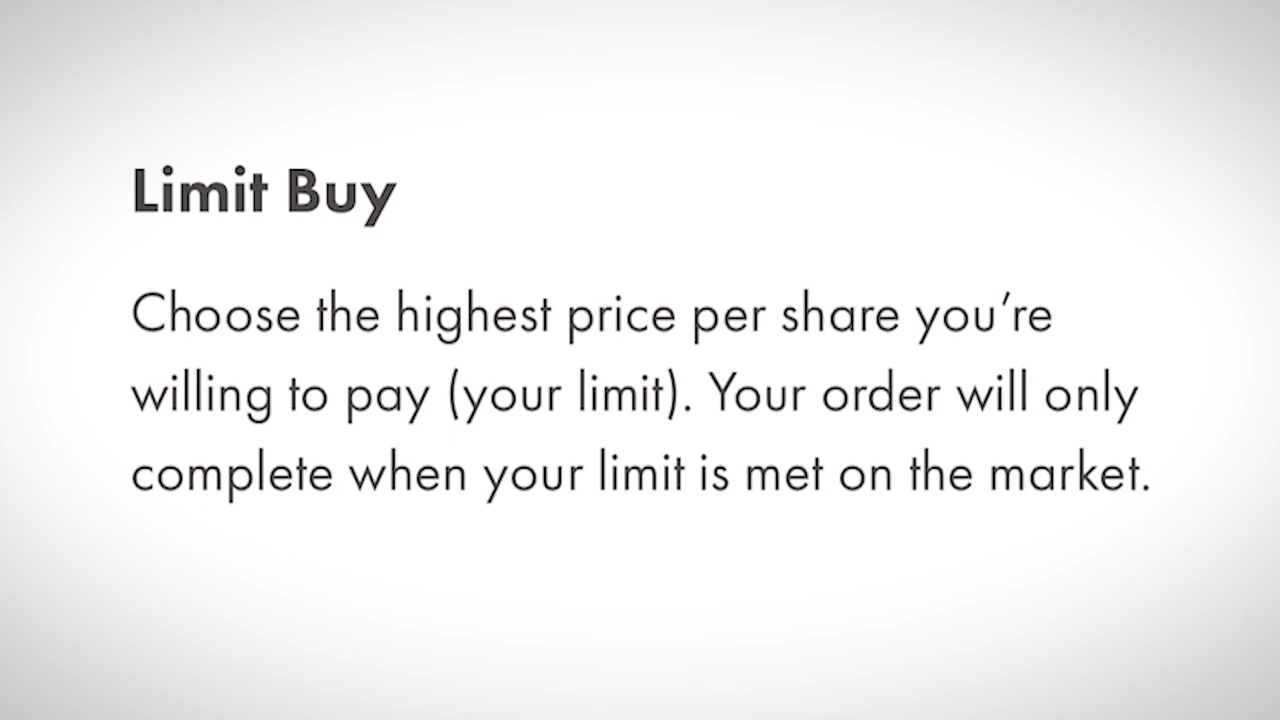 Limit Buy
Choose the highest price per share you’re
willing to pay (your limit). Your order will only
complete when your limit is met on the market.